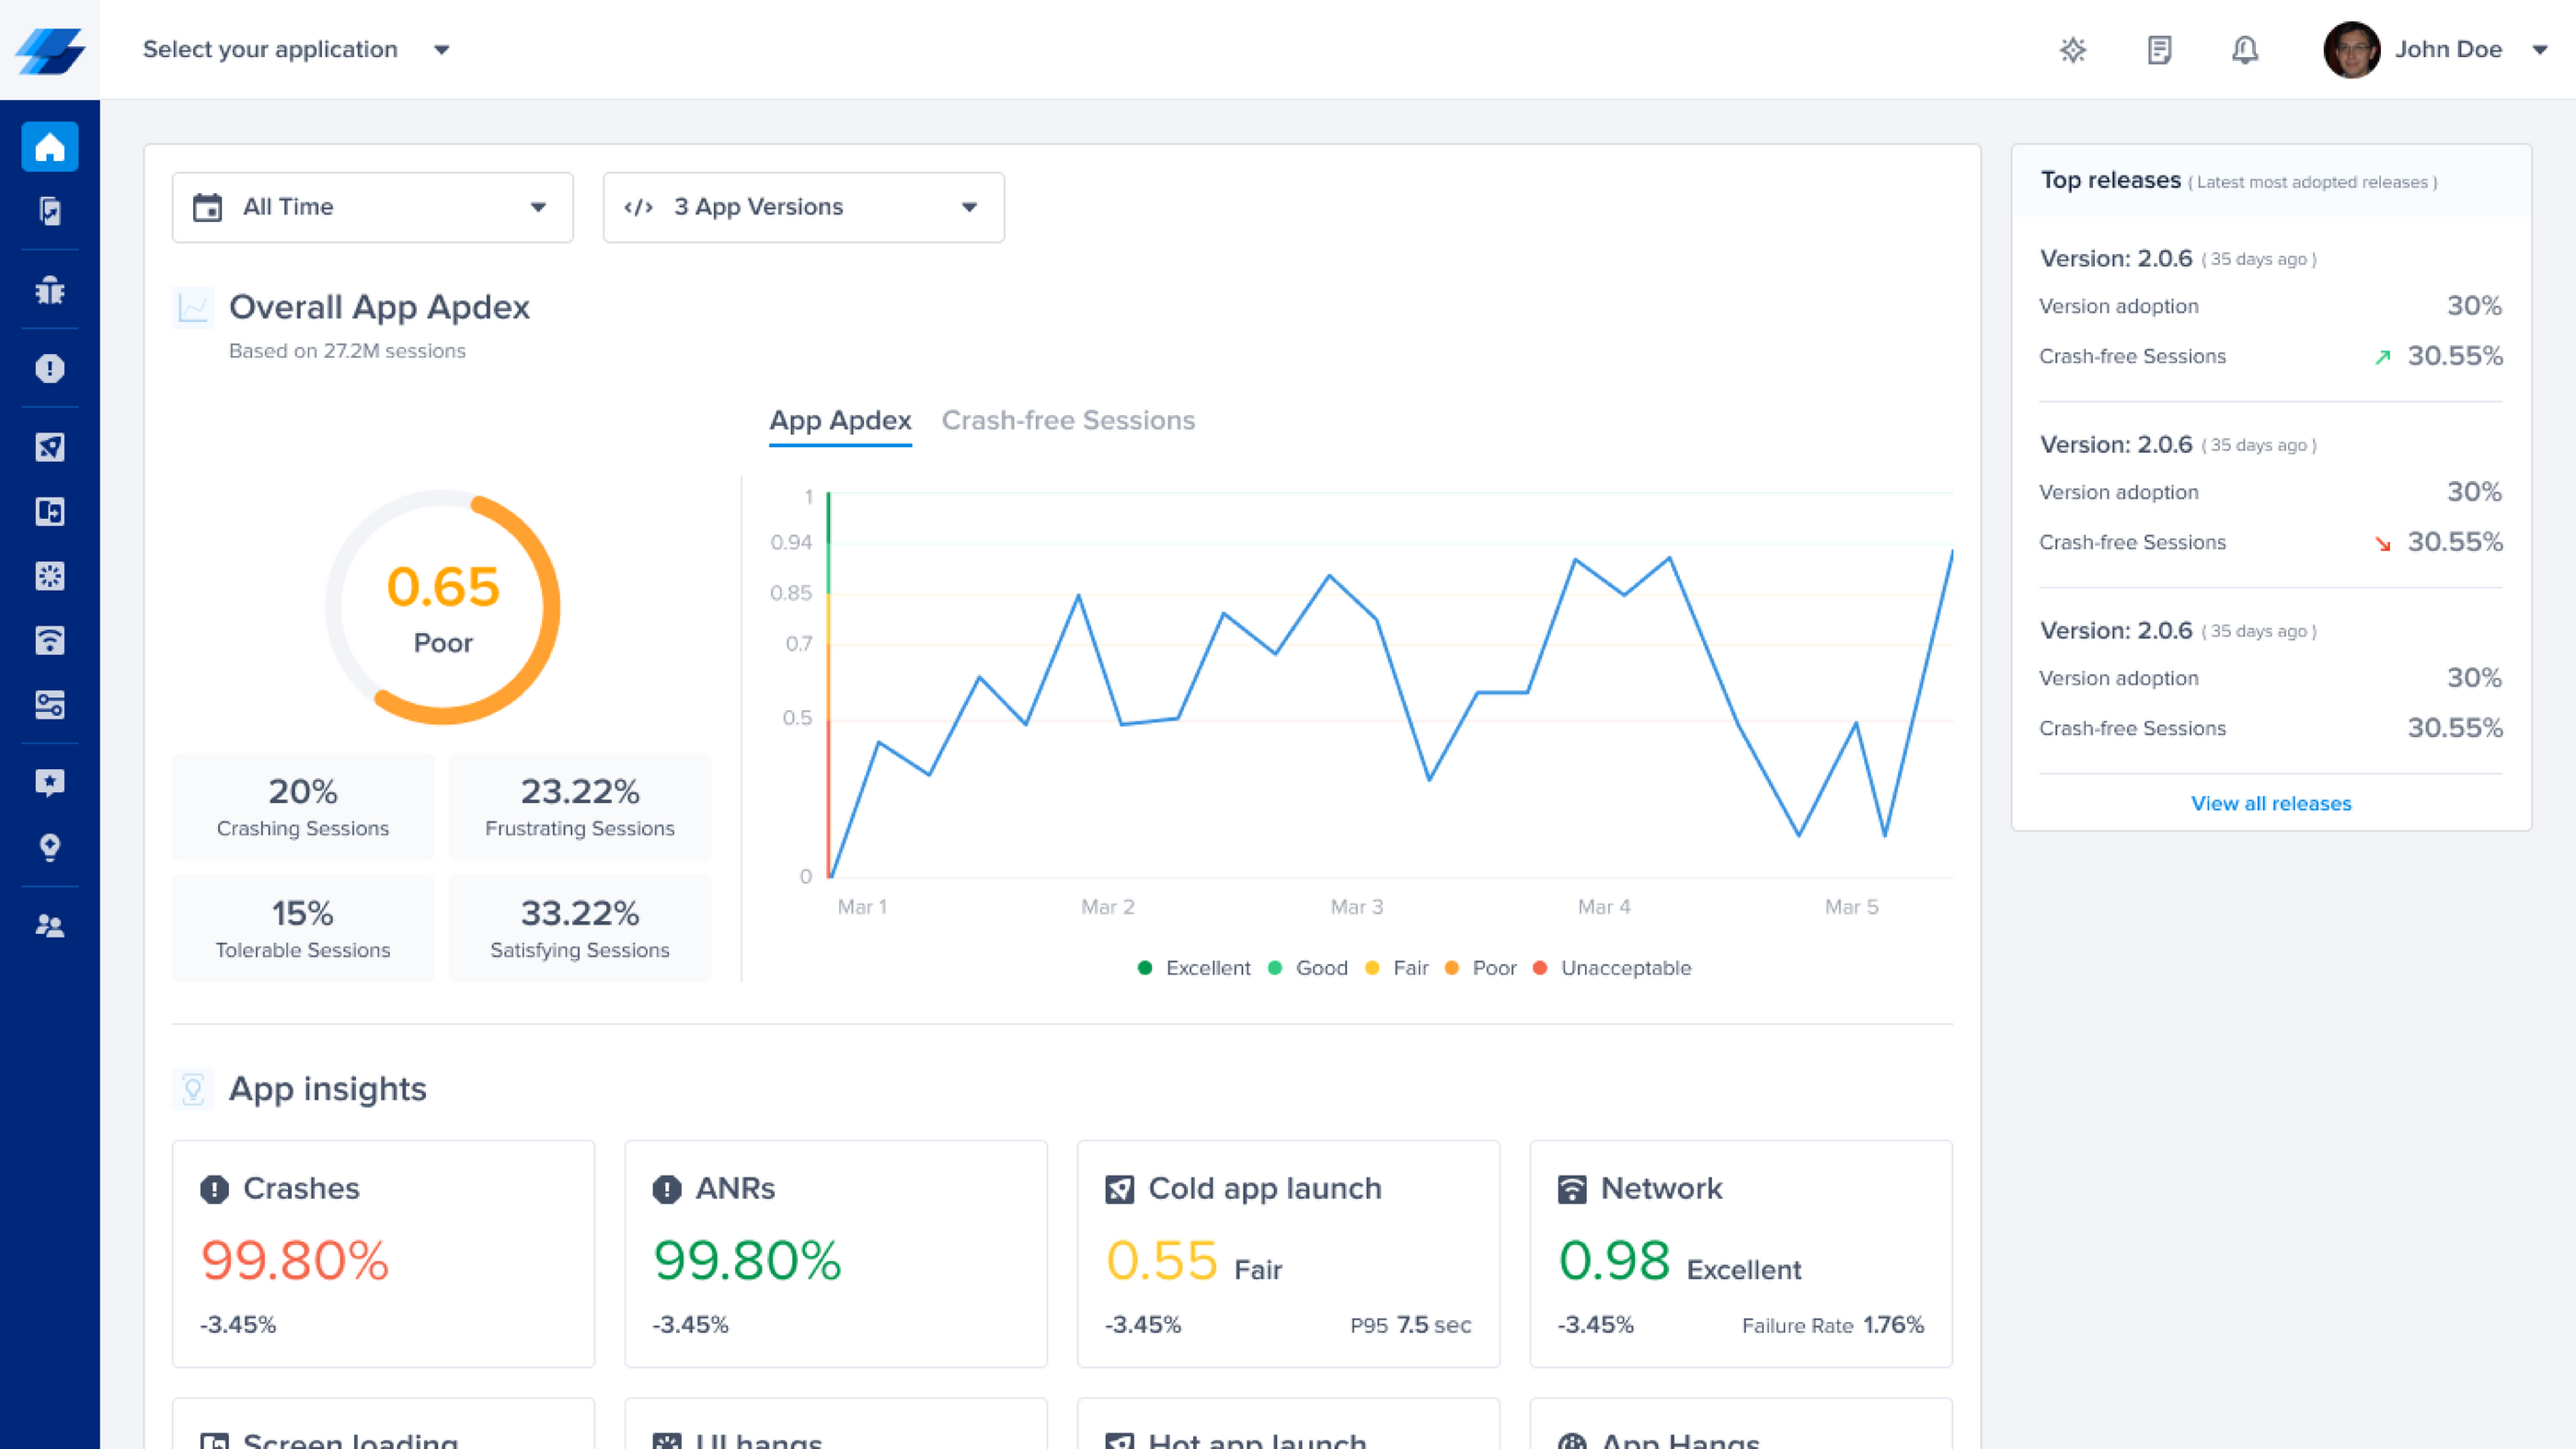 Select your application
John Doe
All Time
3 App Versions
Overall App Apdex
Based on 27.2M sessions
0.65
Poor
20%
Crashing Sessions
23.22%
Frustrating Sessions
15%
Tolerable Sessions
33.22%
Satisfying Sessions
App Apdex
Crash-free Sessions
1
0.94
0.85
0.7
0.5
0
Mar 1
Mar 2
Mar 3
Mar 4
Mar 5
Excellent
Good
Fair
Poor
Unacceptable
App insights
Crashes
99.80%
-3.45%
ANRs
99.80%
-3.45%
Cold app launch
0.55 Fair
-3.45%
P95 7.5 sec
Network
0.98 Excellent
-3.45%
Failure Rate 1.76%
Screen loading
UI hangs
Hot app launch
App Hangs
Top releases ( Latest most adopted releases )
Version: 2.0.6 ( 35 days ago )
Version adoption 30%
Crash-free Sessions 30.55%
Version: 2.0.6 ( 35 days ago )
Version adoption 30%
Crash-free Sessions 30.55%
Version: 2.0.6 ( 35 days ago )
Version adoption 30%
Crash-free Sessions 30.55%
View all releases